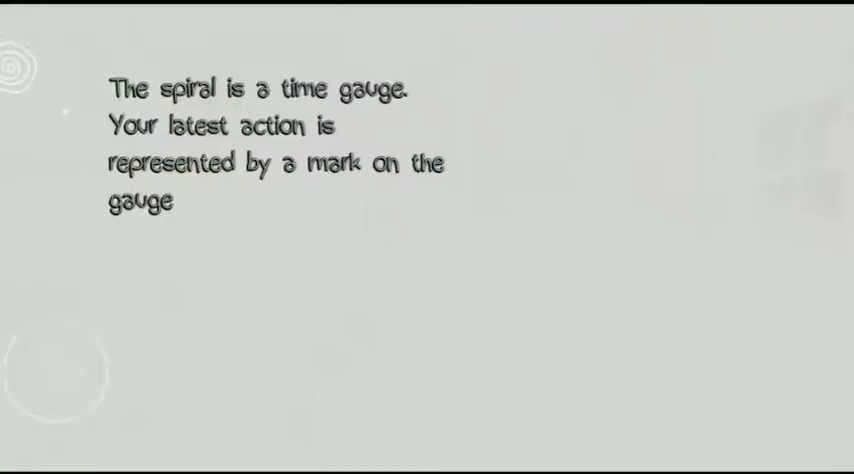 The spiral is a time gauge.
Your latest action is
represented by a mark on the
gauge